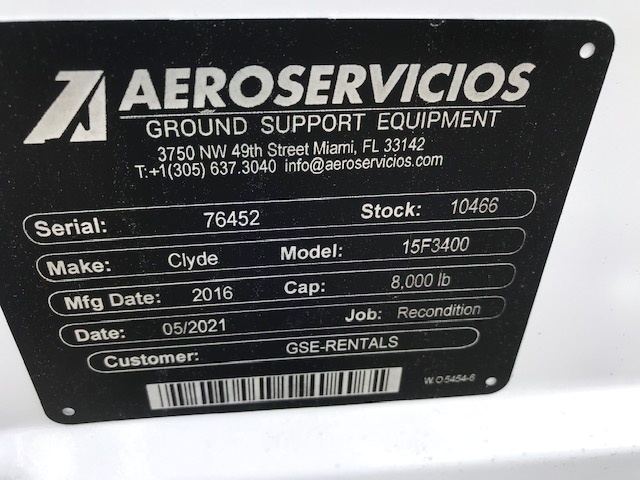 AEROSERVICIOS
GROUND SUPPORT EQUIPMENT
3750 NW 49th Street Miami, FL 33142
T:+1(305) 637.3040 info@aeroservicios.com
Serial: 76452 Stock: 10466
Make: Clyde Model: 15F3400
Mfg Date: 2016 Cap: 8,000 lb
Date: 05/2021 Job: Recondition
Customer: GSE-RENTALS
W.O5454-6